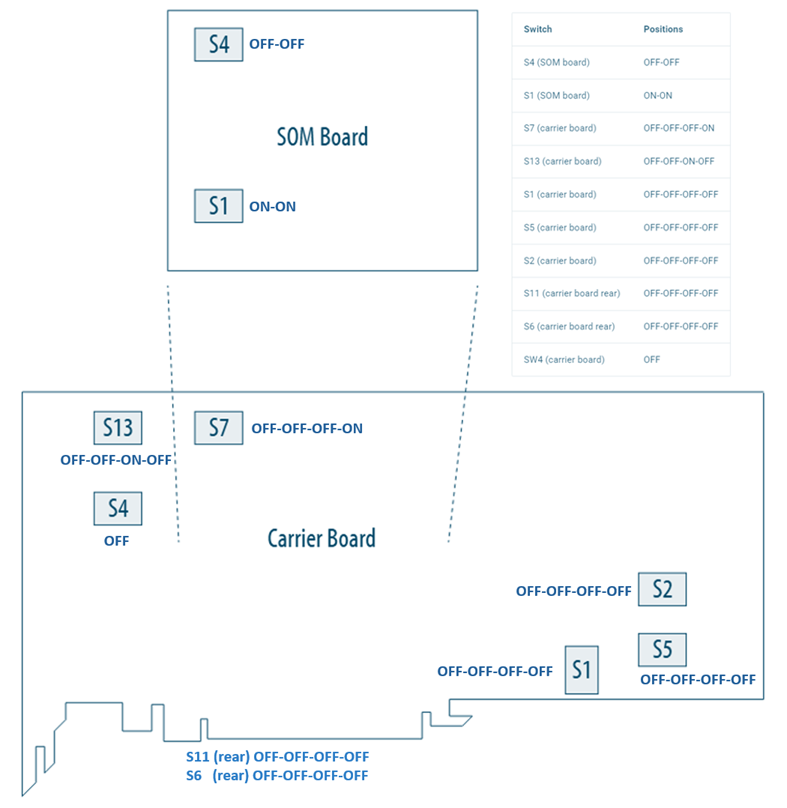 S4 OFF-OFF
SOM Board
S1 ON-ON
Switch Positions
S4 (SOM board) OFF-OFF
S1 (SOM board) ON-ON
S7 (carrier board) OFF-OFF-OFF-ON
S13 (carrier board) OFF-OFF-ON-OFF
S1 (carrier board) OFF-OFF-OFF-OFF
S5 (carrier board) OFF-OFF-OFF-OFF
S2 (carrier board) OFF-OFF-OFF-OFF
S11 (carrier board rear) OFF-OFF-OFF-OFF
S6 (carrier board rear) OFF-OFF-OFF-OFF
SW4 (carrier board) OFF
S13
OFF-OFF-ON-OFF
S7 OFF-OFF-OFF-ON
S4
OFF
Carrier Board
OFF-OFF-OFF-OFF S2
OFF-OFF-OFF-OFF S1
S5
OFF-OFF-OFF-OFF
S11 (rear) OFF-OFF-OFF-OFF
S6 (rear) OFF-OFF-OFF-OFF